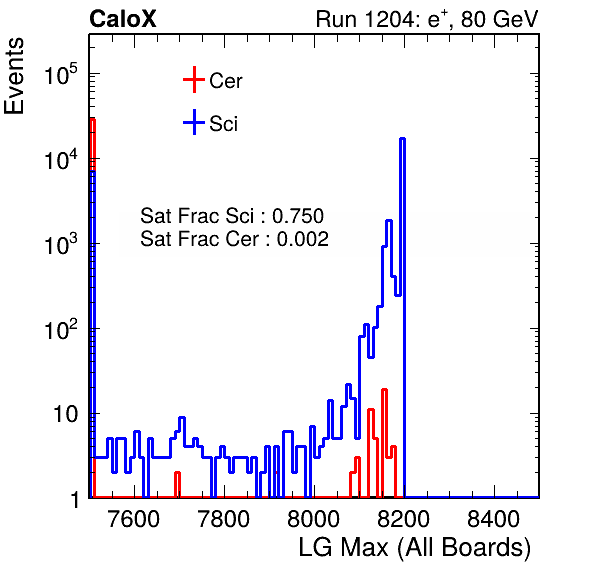 CaloX Run 1204: e⁺, 80 GeV
Events
Cer
Sci
Sat Frac Sci : 0.750
Sat Frac Cer : 0.002
10⁵
10⁴
10³
10²
10
1
7600 7800 8000 8200 8400
LG Max (All Boards)